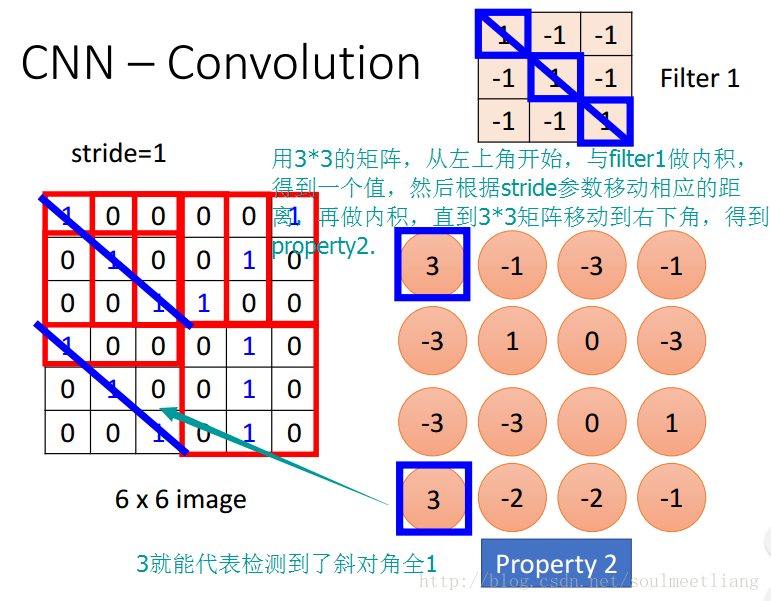 CNN – Convolution
1 -1 -1
-1 1 -1
-1 -1 1
Filter 1
stride=1
用3*3的矩阵，从左上角开始，与filter1做内积，
得到一个值，然后根据stride参数移动相应的距
离，再做内积，直到3*3矩阵移动到右下角，得到
property2.
1 0 0 0 0 1
0 1 0 0 1 0
0 0 1 1 0 0
1 0 0 0 1 0
0 1 0 0 1 0
0 0 1 0 1 0
6 x 6 image
3 -1 -3 -1
-3 1 0 -3
-3 -3 0 1
3 -2 -2 -1
3就能代表检测到了斜对角全1
Property 2
http://blog.csdn.net/soulmeetliang